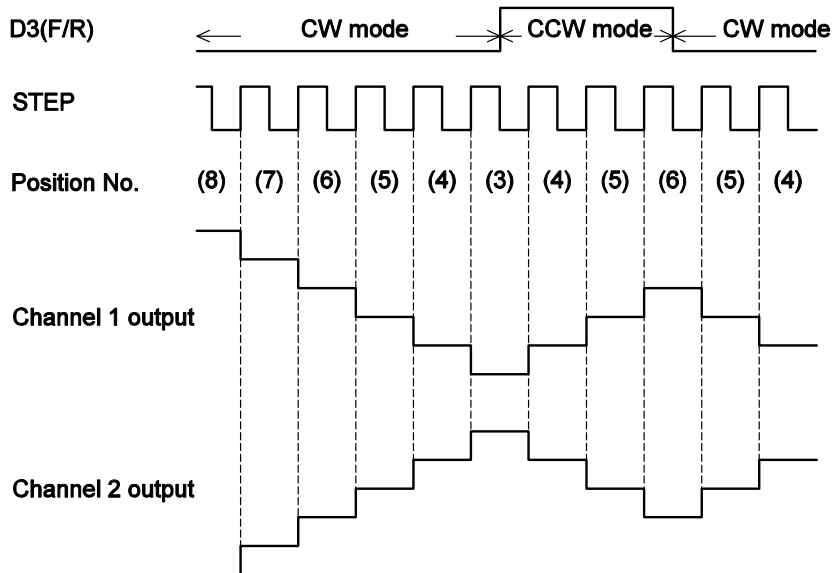 D3(F/R) CW mode CCW mode CW mode
STEP
Position No. (8) (7) (6) (5) (4) (3) (4) (5) (6) (5) (4)
Channel 1 output
Channel 2 output